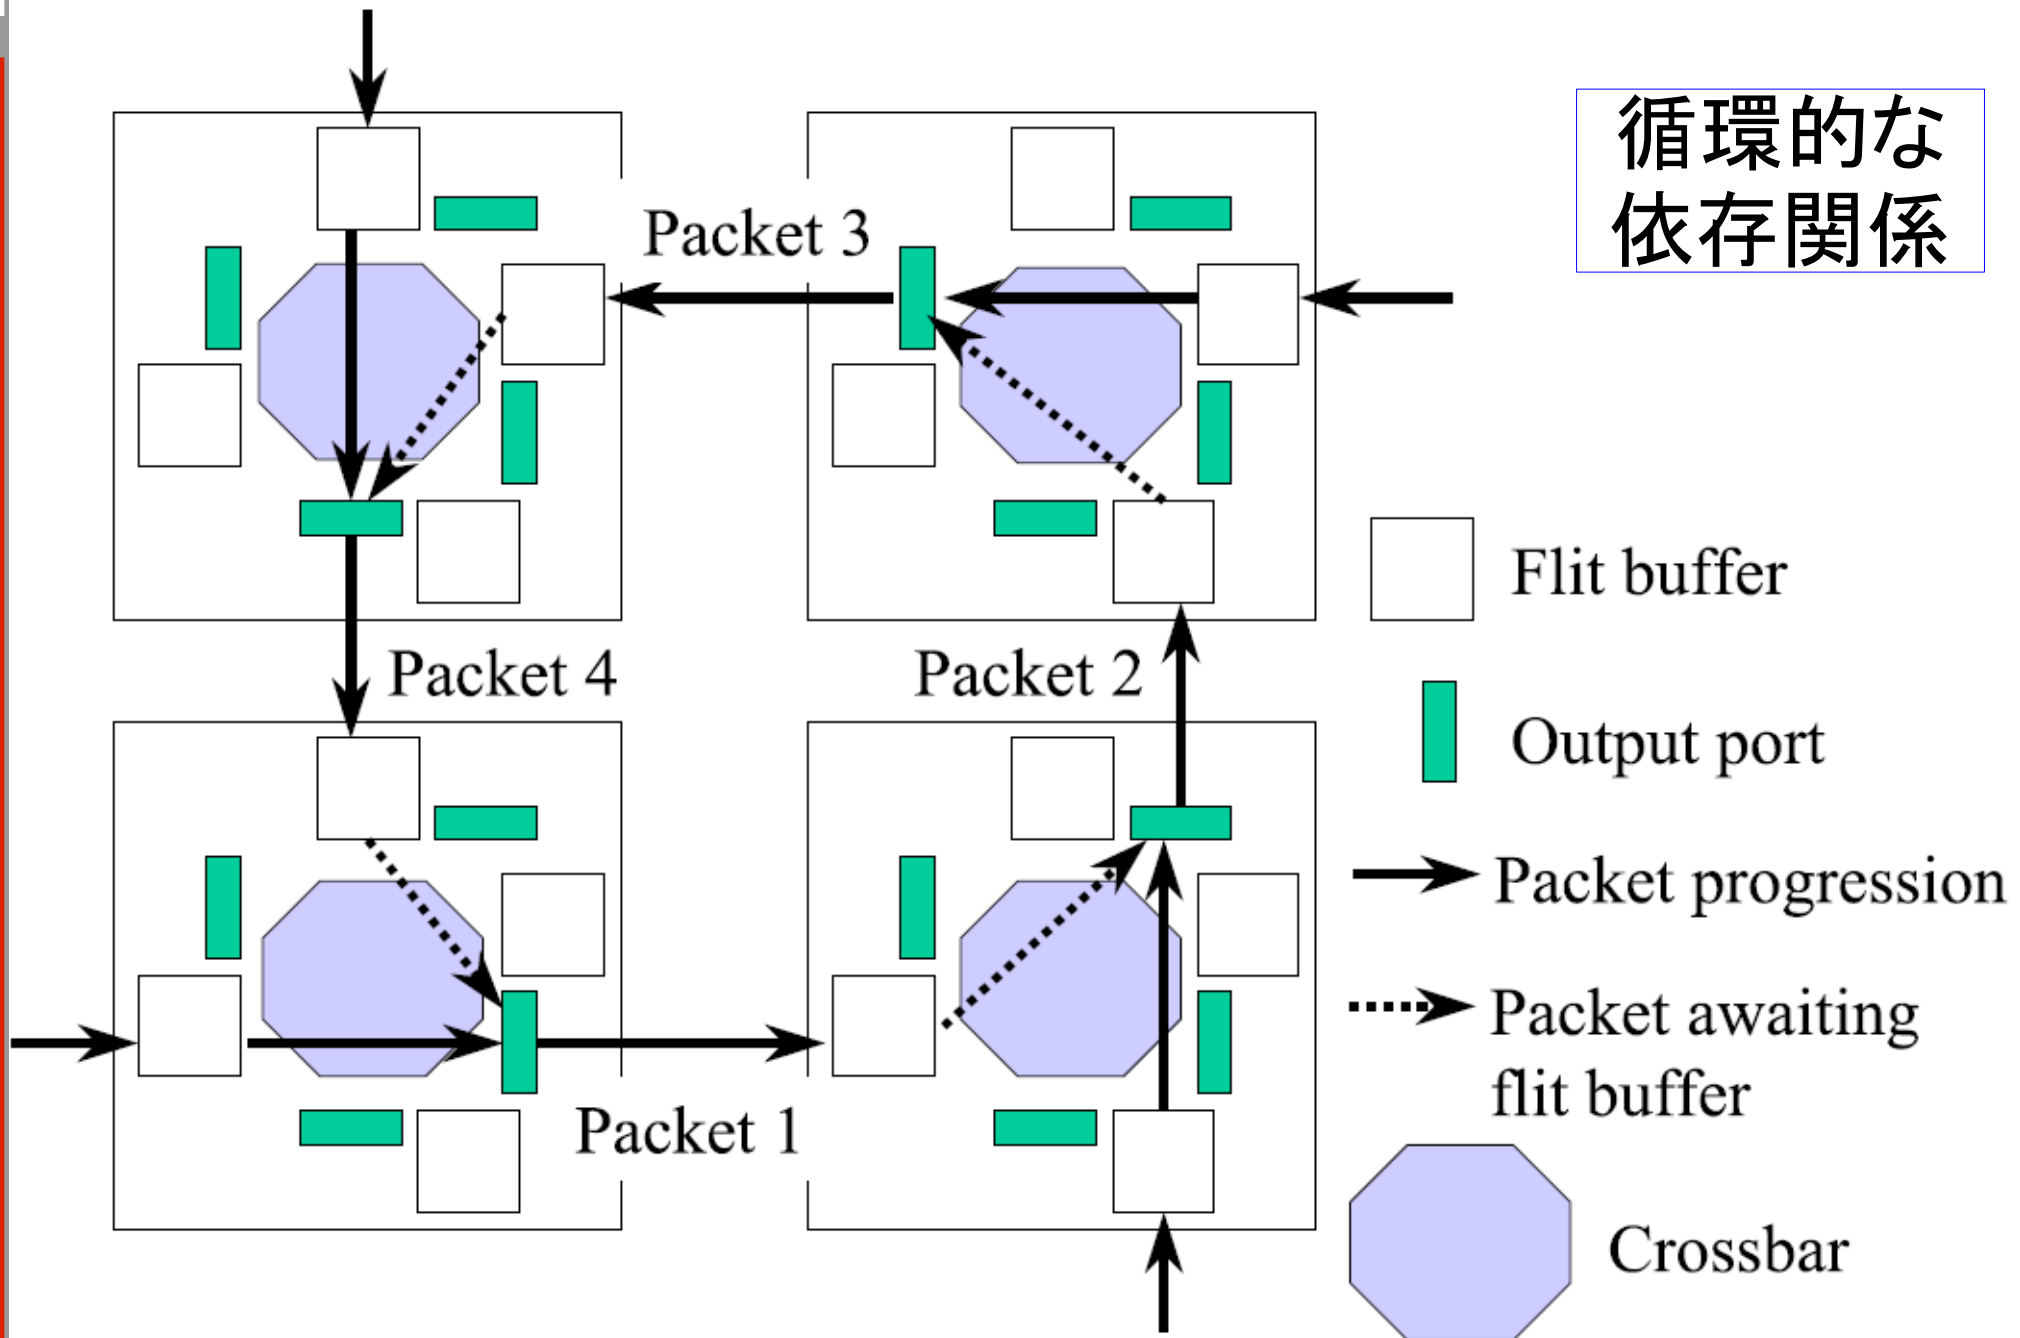 循環的な
依存関係
Packet 3
Packet 4
Packet 2
Packet 1
Flit buffer
Output port
Packet progression
Packet awaiting
flit buffer
Crossbar